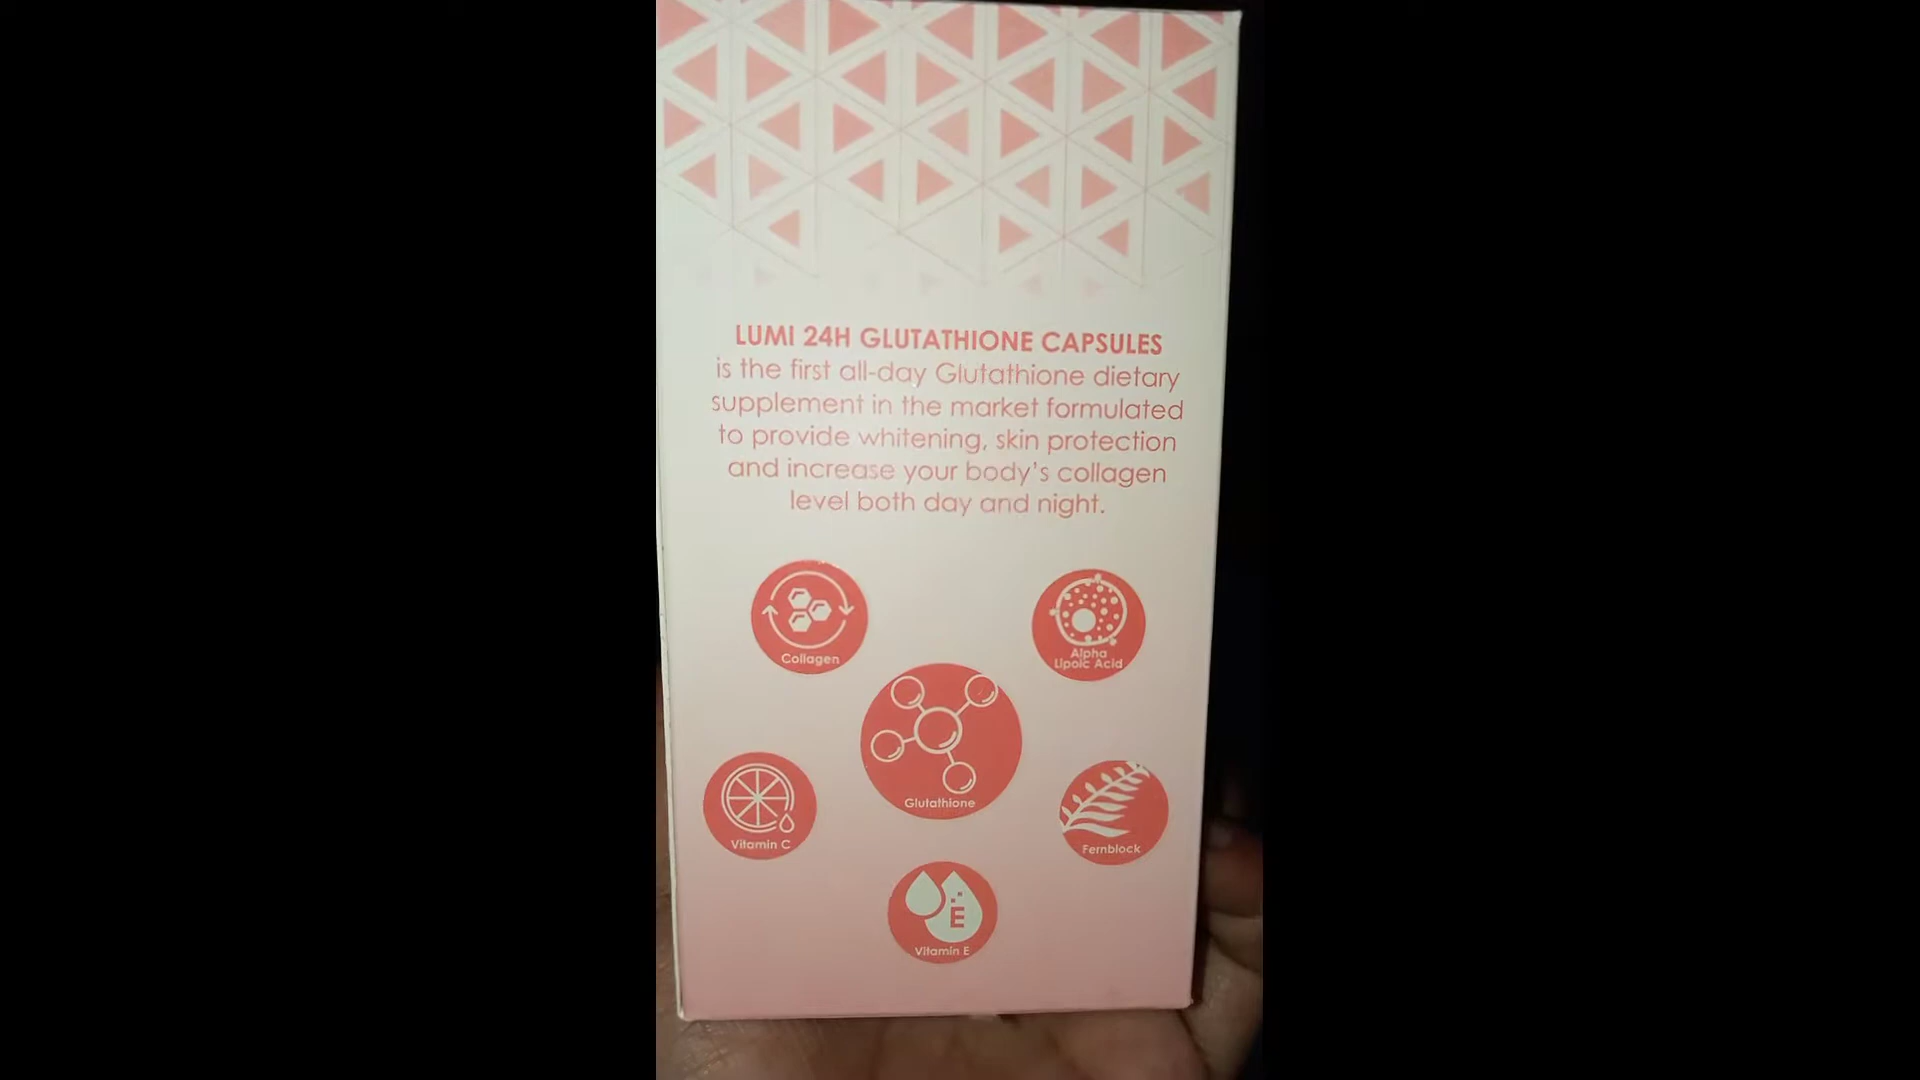 LUMI 24H GLUTATHIONE CAPSULES
is the first all-day Glutathione dietary
supplement in the market formulated
to provide whitening, skin protection
and increase your body's collagen
level both day and night.
Collagen
Alpha
Lipoic Acid
Glutathione
Vitamin C
Fernblock
E
Vitamin E